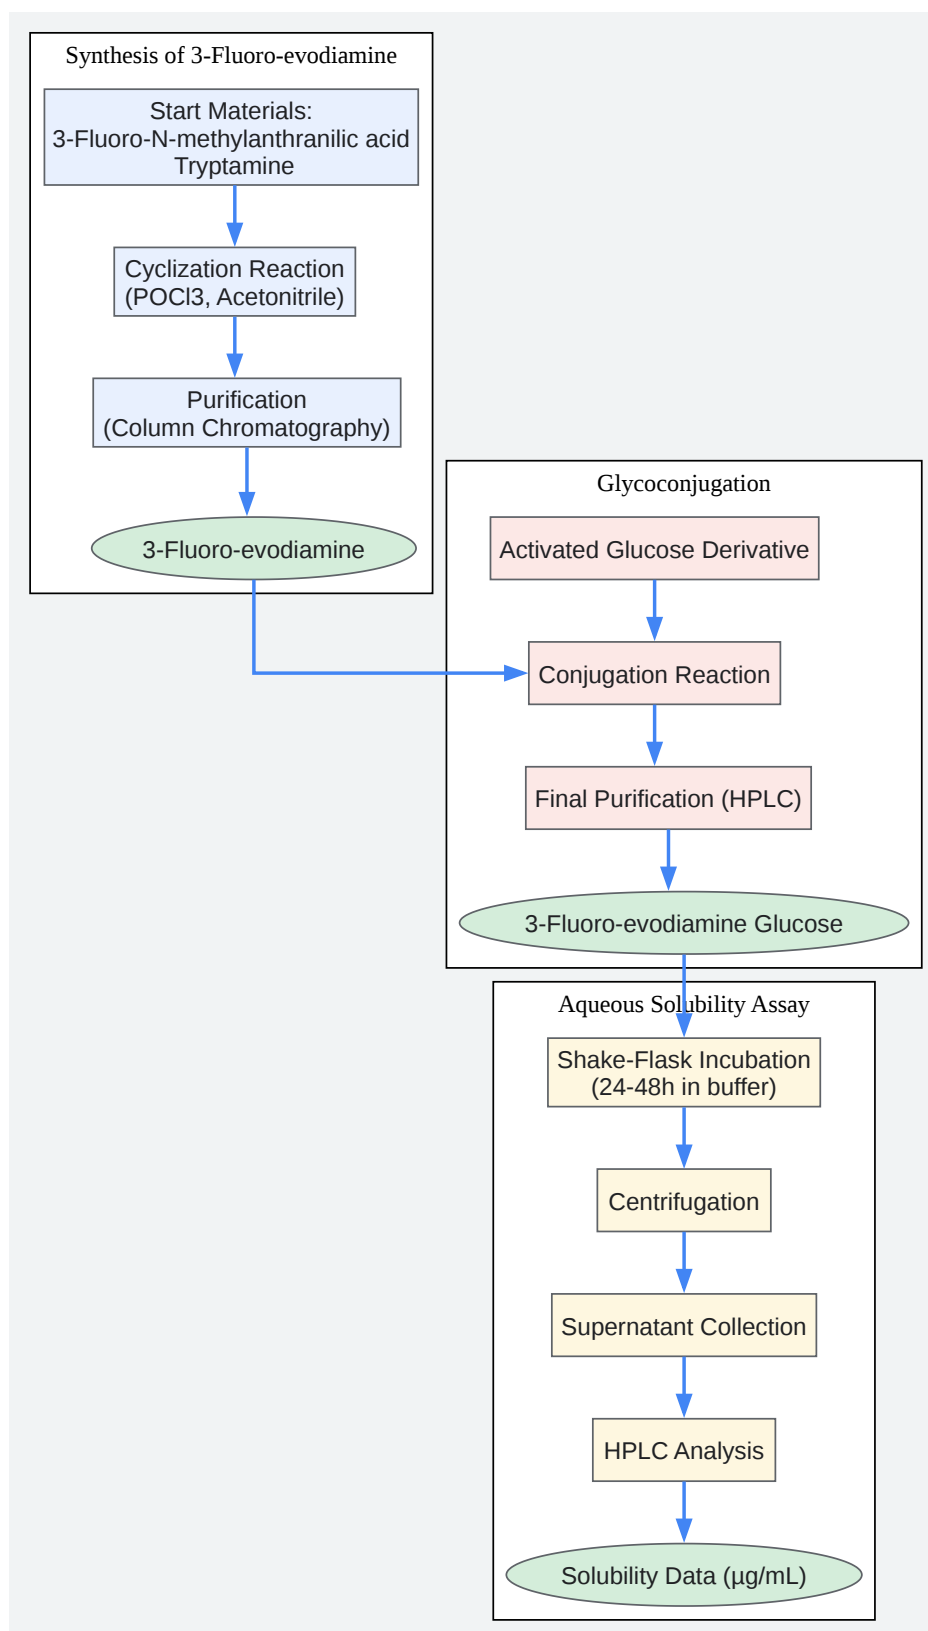 Synthesis of 3-Fluoro-evodiamine
Start Materials:
3-Fluoro-N-methylanthranilic acid
Tryptamine
Cyclization Reaction
(POCl3, Acetonitrile)
Purification
(Column Chromatography)
3-Fluoro-evodiamine
Glycoconjugation
Activated Glucose Derivative
Conjugation Reaction
Final Purification (HPLC)
3-Fluoro-evodiamine Glucose
Aqueous Solubility Assay
Shake-Flask Incubation
(24-48h in buffer)
Centrifugation
Supernatant Collection
HPLC Analysis
Solubility Data (µg/mL)